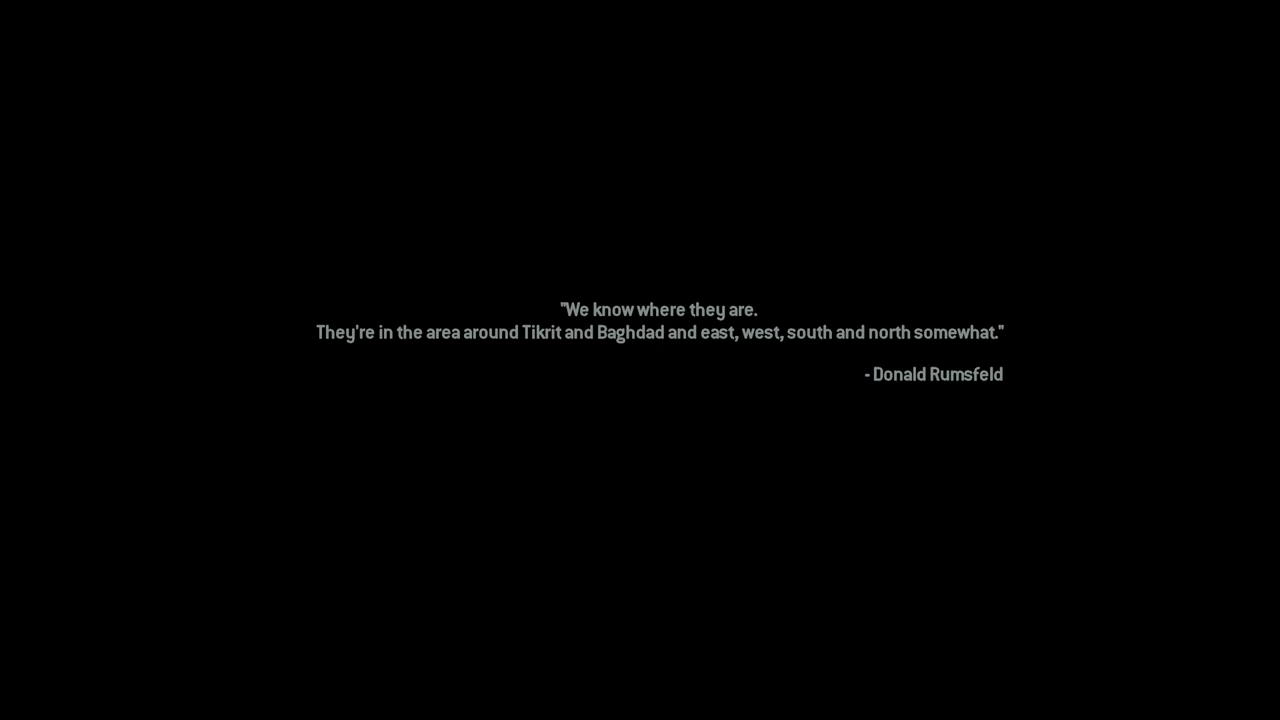 "We know where they are.
They're in the area around Tikrit and Baghdad and east, west, south and north somewhat."
- Donald Rumsfeld